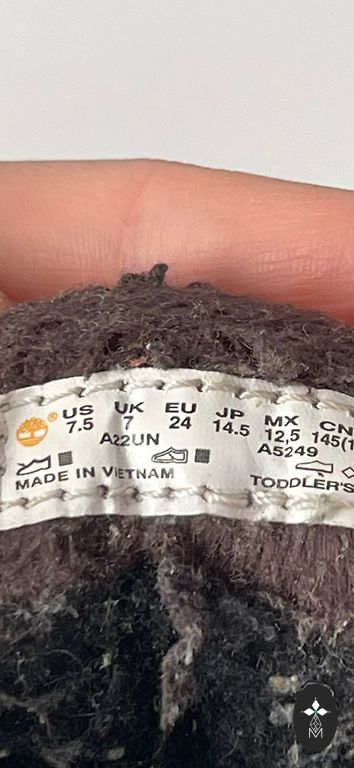 US UK EU JP MX CN
7.5 7 24 14.5 12,5 145(1
A22UN A5249
MADE IN VIETNAM TODDLER'S
M